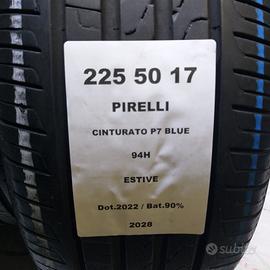 225 50 17
PIRELLI
CINTURATO P7 BLUE
94H
ESTIVE
Dot.2022 / Bat.90%
2028
subito